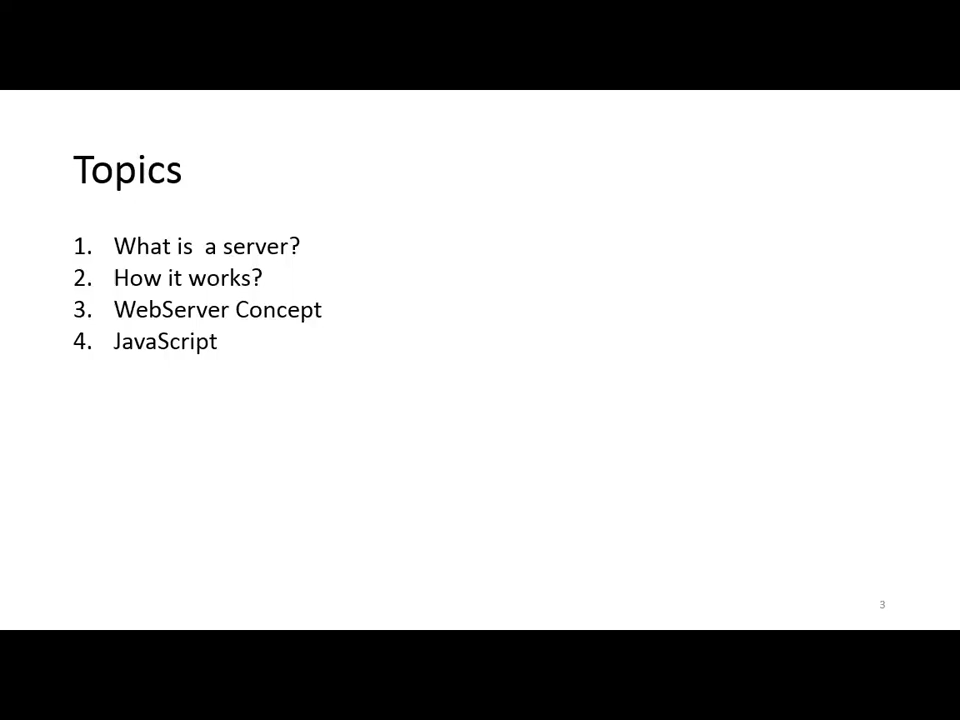 Topics
1. What is  a server?
2. How it works?
3. WebServer Concept
4. JavaScript
3